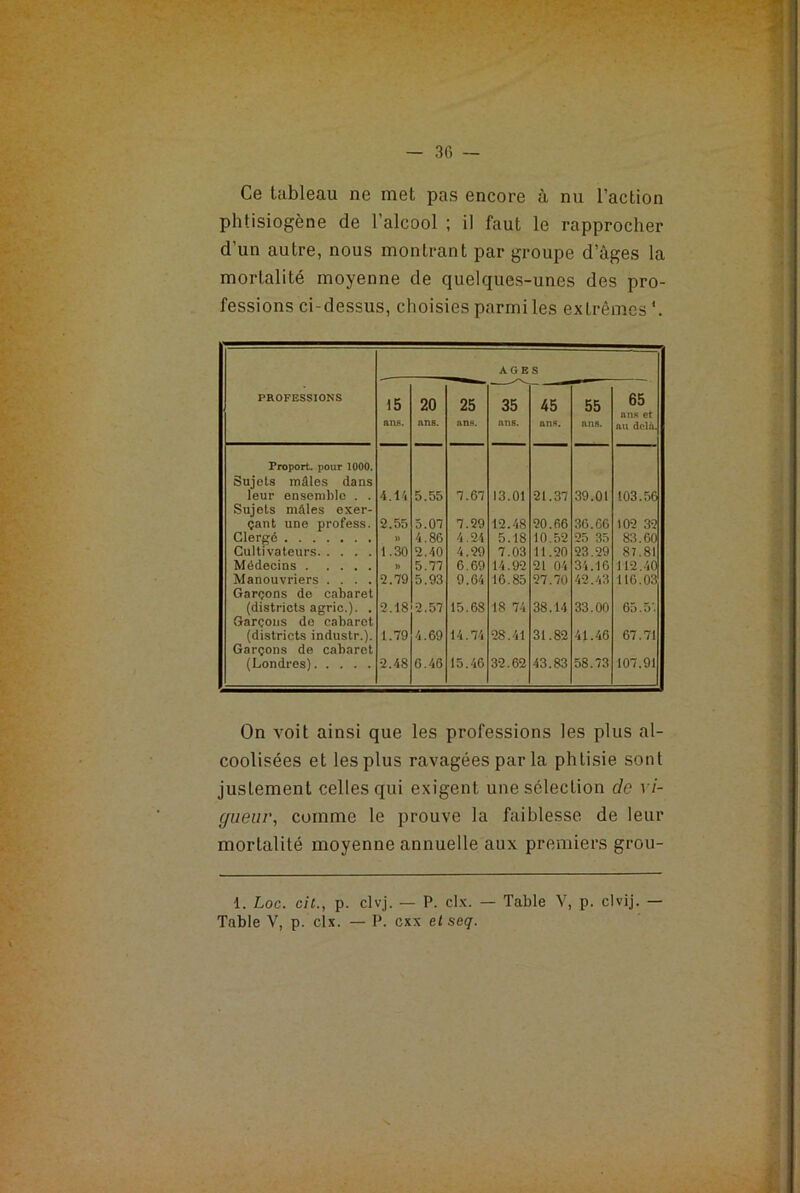 — 36 —
Ce tableau ne met pas encore à nu l'action
phtisiogène de l'alcool ; il faut le rapprocher
d'un autre, nous montrant par groupe d'âges la
mortalité moyenne de quelques-unes des pro-
fessions ci-dessus, choisies parmi les extrêmes ¹.
PROFESSIONS
AGES
15 ans. 20 ans. 25 ans. 35 ans. 45 ans. 55 ans. 65 ans et au delà.
Proport. pour 1000.
Sujets mâles dans
leur ensemble . . 4.14 5.55 7.67 13.01 21.37 39.01 103.56
Sujets mâles exer-
çant une profess. 2.55 5.07 7.29 12.48 20.66 36.66 102 32
Clergé . . . . . . . » 4.86 4.24 5.18 10.52 25 35 83.60
Cultivateurs. . . . . 1.30 2.40 4.29 7.03 11.20 23.29 87.81
Médecins . . . . . » 5.77 6.69 14.92 21 04 34.16 112.40
Manouvriers . . . . 2.79 5.93 9.64 16.85 27.70 42.43 116.03
Garçons de cabaret
(districts agric.). . 2.18 2.57 15.68 18 74 38.14 33.00 65.5
Garçons de cabaret
(districts industr.). 1.79 4.69 14.74 28.41 31.82 41.46 67.71
Garçons de cabaret
(Londres). . . . . 2.48 6.46 15.46 32.62 43.83 58.73 107.91
On voit ainsi que les professions les plus al-
coolisées et les plus ravagées par la phtisie sont
justement celles qui exigent une sélection de vi-
gueur, comme le prouve la faiblesse de leur
mortalité moyenne annuelle aux premiers grou-
1. Loc. cit., p. clvj. — P. clx. — Table V, p. clvij. —
Table V, p. clx. — P. cxx et seq.